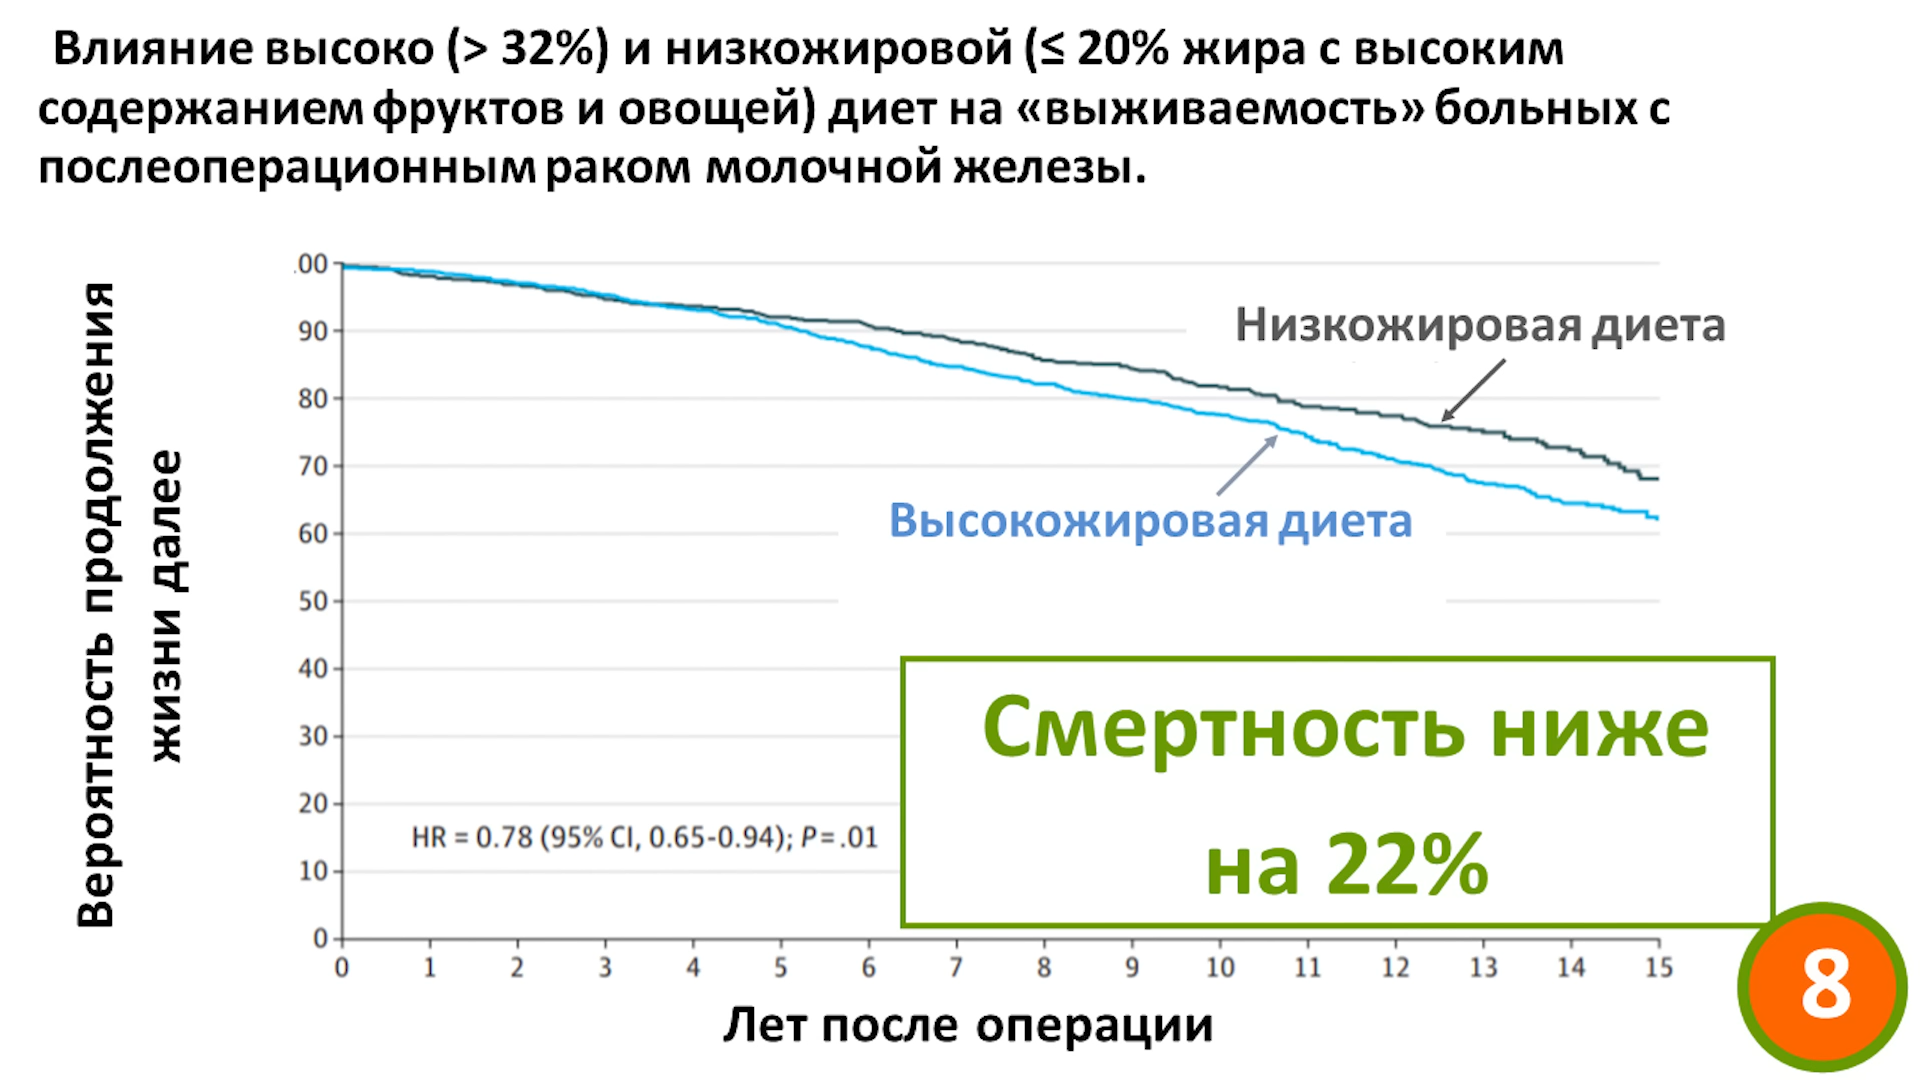 Влияние высоко (> 32%) и низкожировой (≤ 20% жира с высоким
содержанием фруктов и овощей) диет на «выживаемость» больных с
послеоперационным раком молочной железы.
Вероятность продолжения
жизни далее
.00
90
80
70
60
50
40
30
20
10
0
Низкожировая диета
Высокожировая диета
HR = 0.78 (95% CI, 0.65-0.94); P = .01
Смертность ниже
на 22%
0 1 2 3 4 5 6 7 8 9 10 11 12 13 14 15
Лет после операции
8